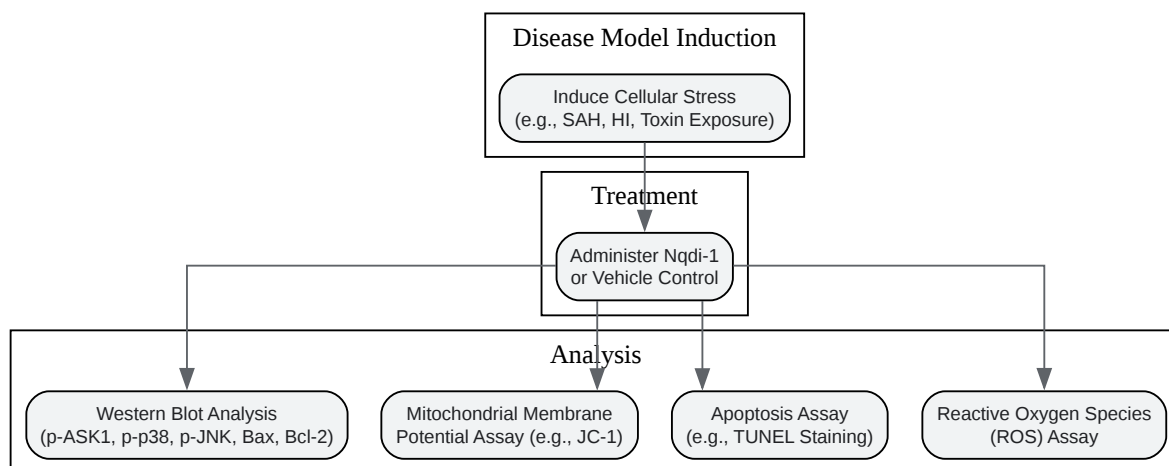 Disease Model Induction
Induce Cellular Stress
(e.g., SAH, HI, Toxin Exposure)
Treatment
Administer Nqdi-1
or Vehicle Control
Analysis
Western Blot Analysis
(p-ASK1, p-p38, p-JNK, Bax, Bcl-2)
Mitochondrial Membrane
Potential Assay (e.g., JC-1)
Apoptosis Assay
(e.g., TUNEL Staining)
Reactive Oxygen Species
(ROS) Assay